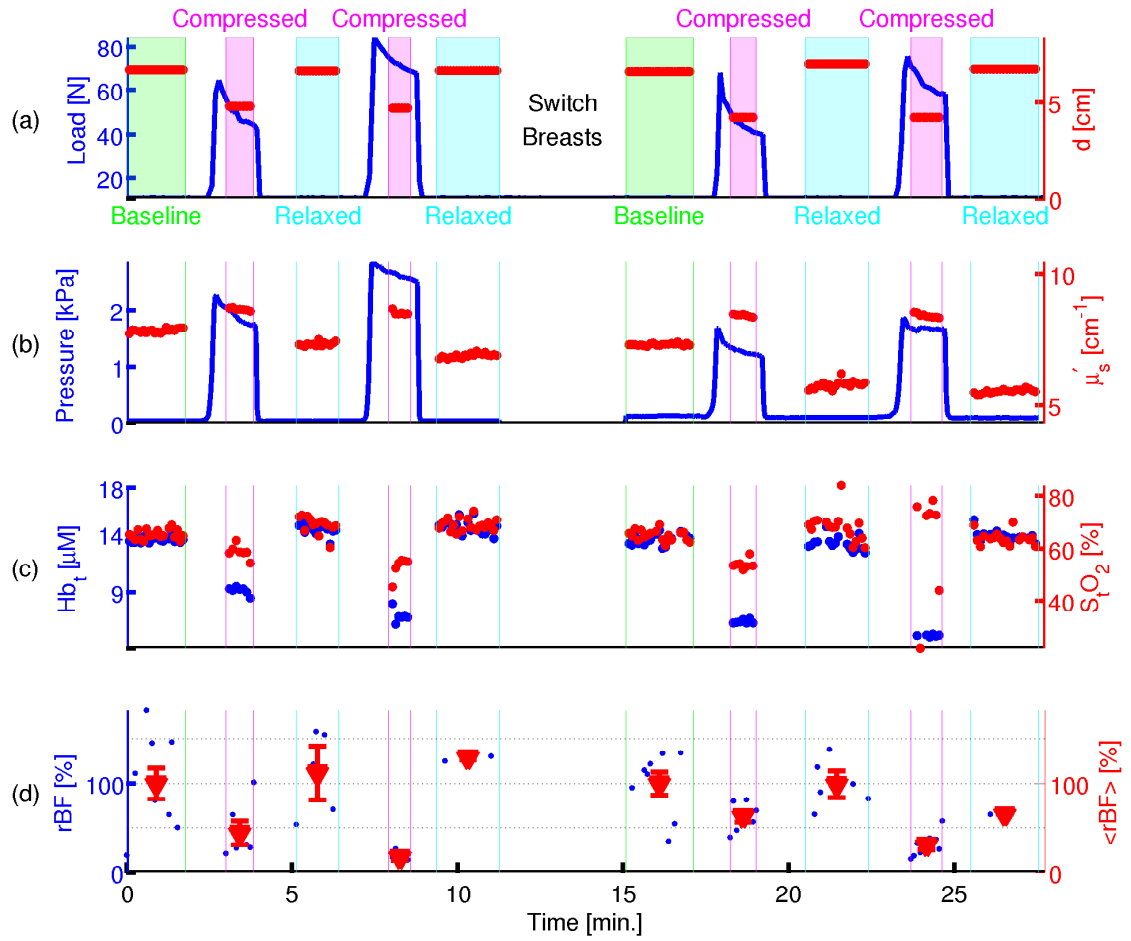 Compressed Compressed Compressed Compressed
(a)
Load [N]
80
60
40
20
Switch
Breasts
5
0
d [cm]
Baseline Relaxed Relaxed Baseline Relaxed Relaxed
(b)
Pressure [kPa]
2
1
0
10
5
μ's [cm-1]
(c)
Hbt [μM]
18
14
9
80
60
40
StO2 [%]
(d)
rBF [%]
100
0
100
0
<rBF> [%]
0 5 10 15 20 25
Time [min.]